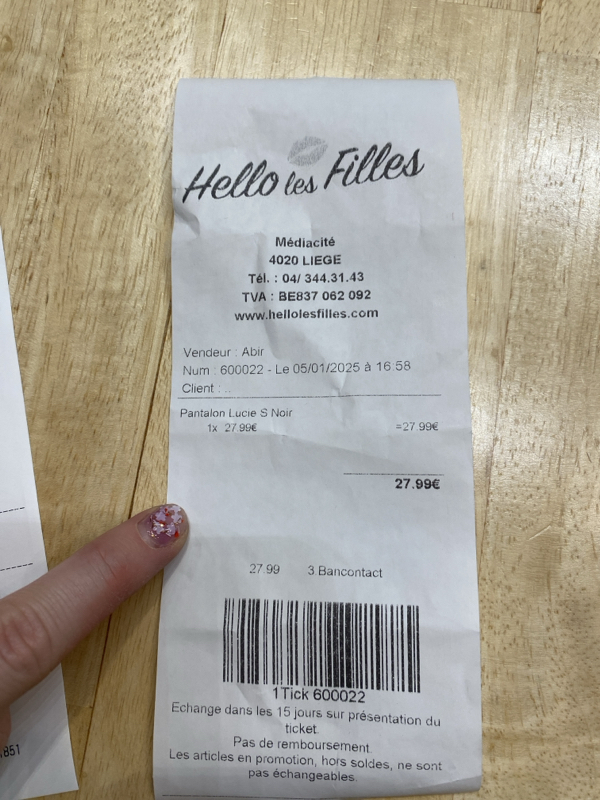 Hello les Filles
Médiacité
4020 LIEGE
Tél. : 04/ 344.31.43
TVA : BE837 062 092
www.hellolesfilles.com
Vendeur : Abir
Num : 600022 - Le 05/01/2025 à 16:58
Client : ..
Pantalon Lucie S Noir
1x 27.99€ =27.99€
27.99€
27.99 3.Bancontact
1Tick 600022
Echange dans les 15 jours sur présentation du
ticket.
Pas de remboursement
Les articles en promotion, hors soldes, ne sont
pas échangeables.
.851